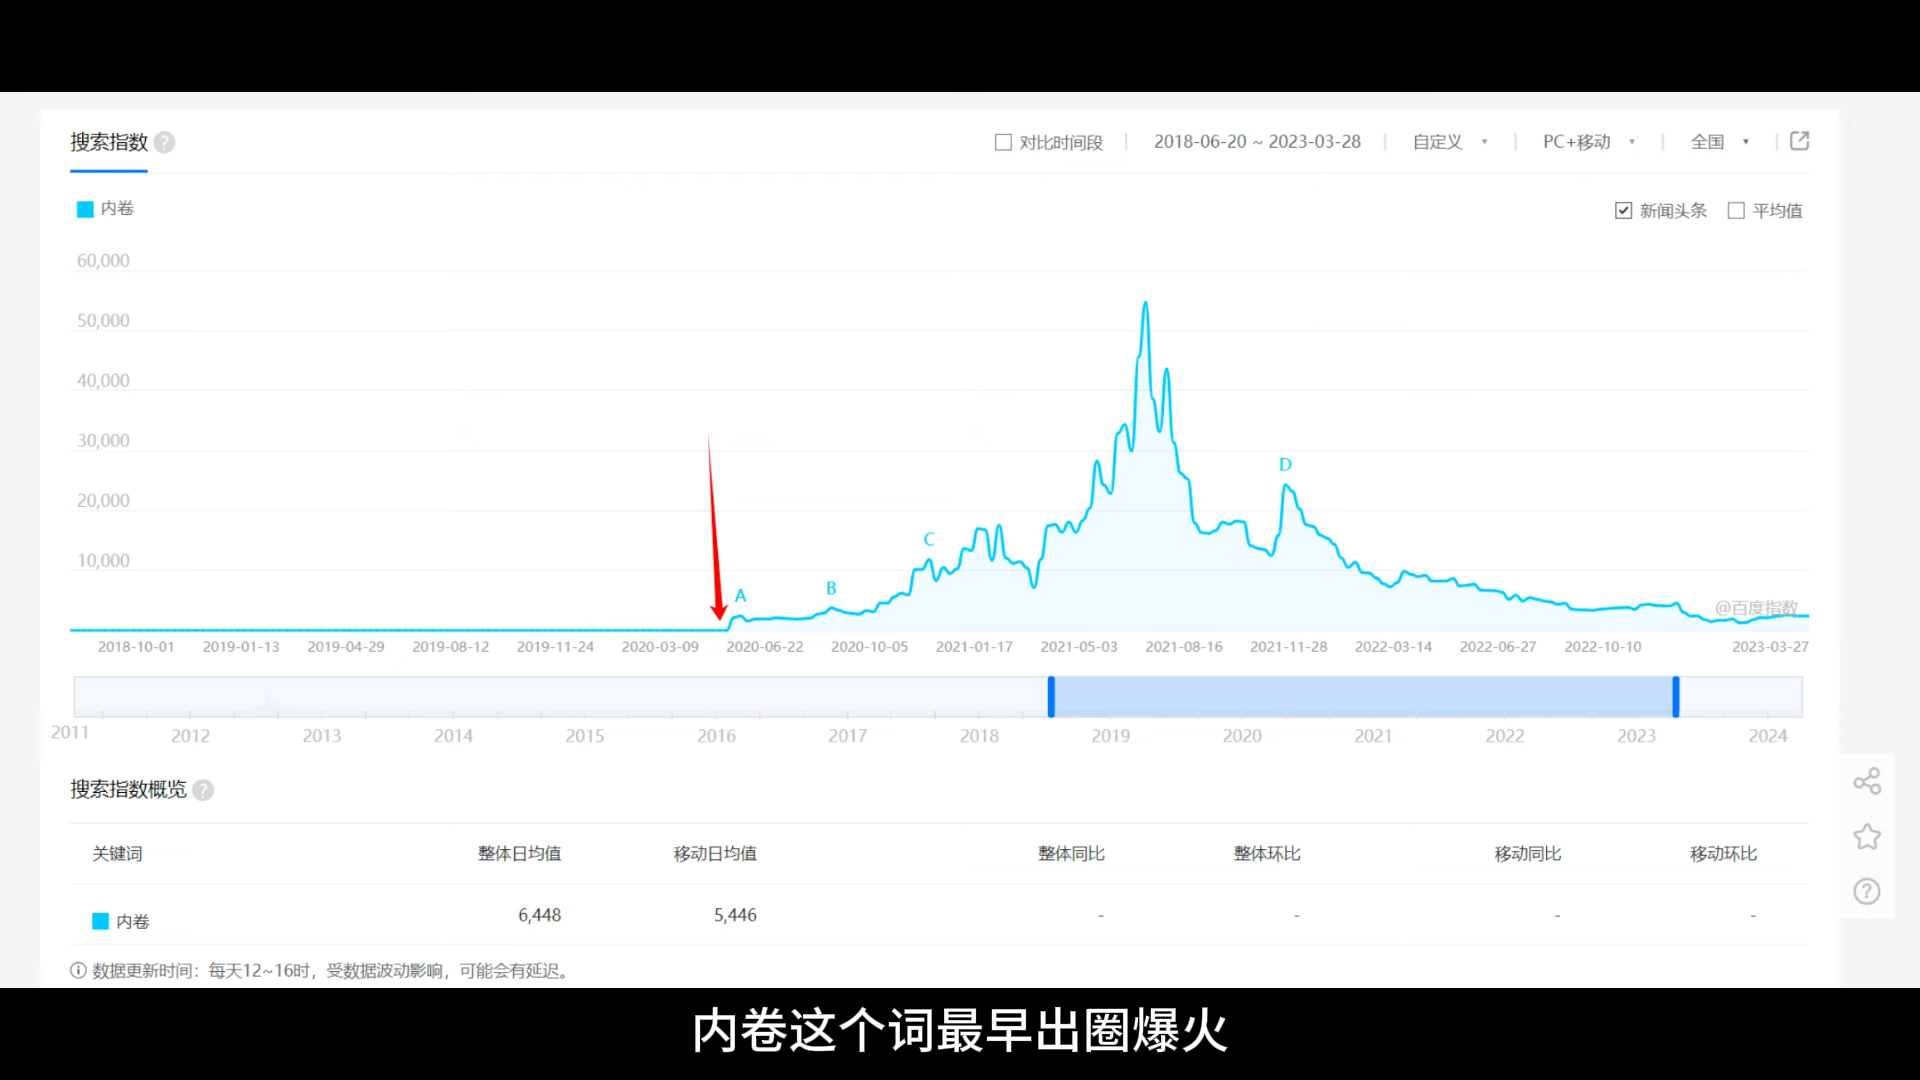 搜索指数 ?
对比时间段 2018-06-20 ~ 2023-03-28 自定义 PC+移动 全国
内卷
新闻头条 平均值
60,000
50,000
40,000
30,000
20,000
10,000
A
B
C
D
@百度指数
2018-10-01 2019-01-13 2019-04-29 2019-08-12 2019-11-24 2020-03-09 2020-06-22 2020-10-05 2021-01-17 2021-05-03 2021-08-16 2021-11-28 2022-03-14 2022-06-27 2022-10-10 2023-03-27
2011 2012 2013 2014 2015 2016 2017 2018 2019 2020 2021 2022 2023 2024
搜索指数概览 ?
关键词 整体日均值 移动日均值 整体同比 整体环比 移动同比 移动环比
内卷 6,448 5,446 - - - -
数据更新时间：每天12~16时，受数据波动影响，可能会有延迟。
内卷这个词最早出圈爆火